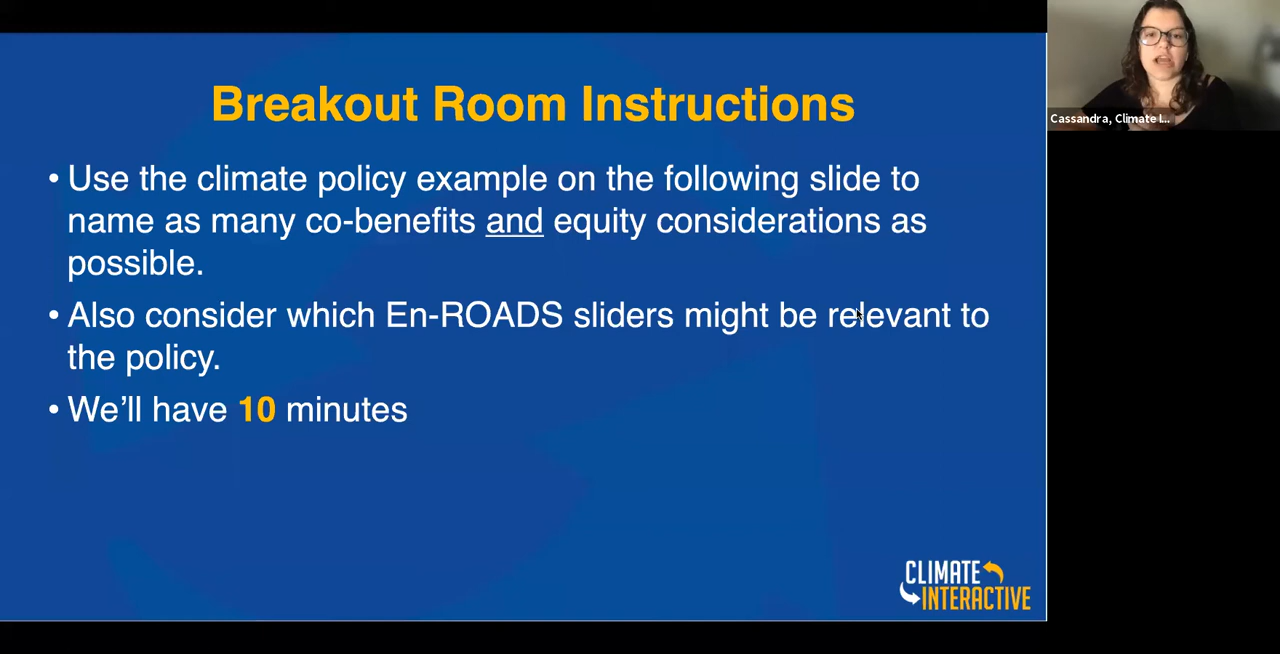 Breakout Room Instructions
• Use the climate policy example on the following slide to
name as many co-benefits and equity considerations as
possible.
• Also consider which En-ROADS sliders might be relevant to
the policy.
• We’ll have 10 minutes
CLIMATE
INTERACTIVE
Cassandra, Climate I...